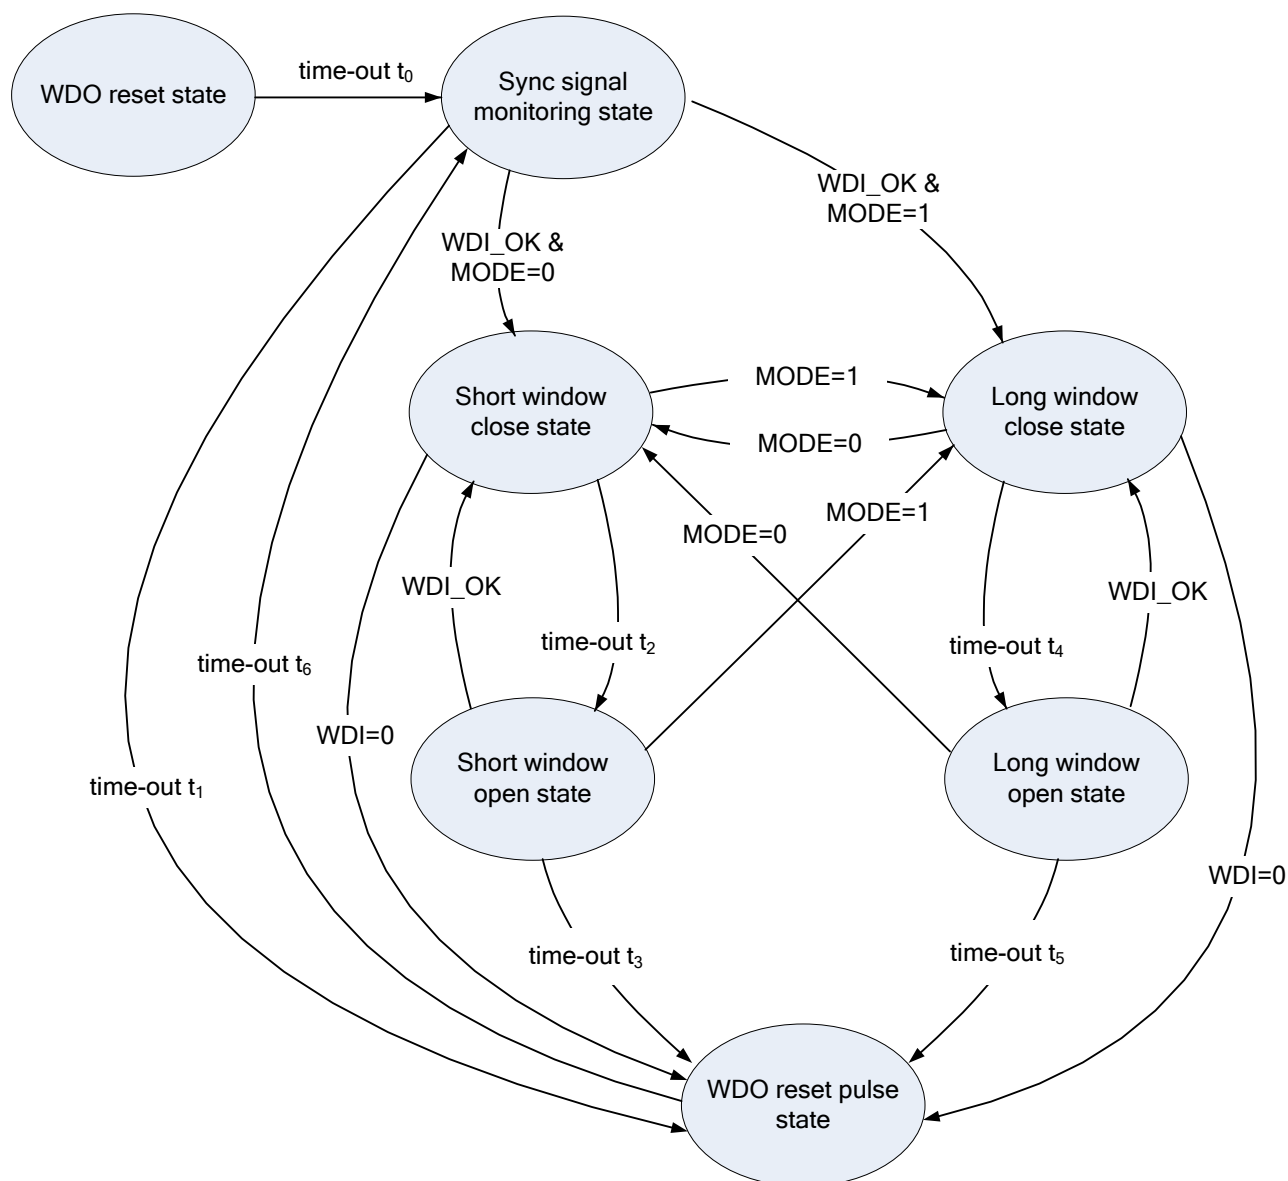 time-out t₀
Sync signal
monitoring state
WDO reset state
WDI_OK &
MODE=1
WDI_OK &
MODE=0
MODE=1
Short window
close state
Long window
close state
MODE=0
MODE=1
MODE=0
WDI_OK
WDI_OK
time-out t₂
time-out t₄
time-out t₆
WDI=0
Short window
open state
Long window
open state
time-out t₁
WDI=0
time-out t₃
time-out t₅
WDO reset pulse
state